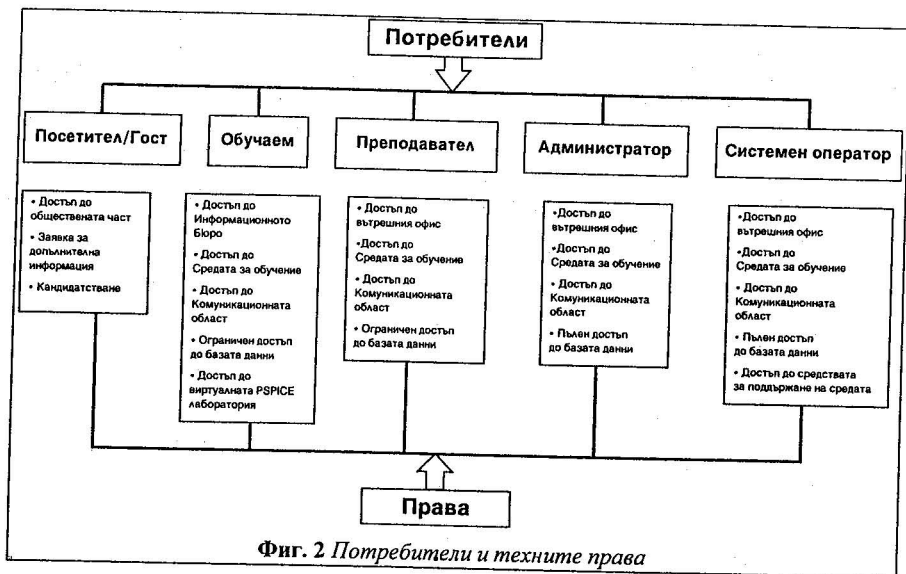 Потребители
Посетител/Гост
Обучаем
Преподавател
Администратор
Системен оператор
• Достъп до
обществената част
• Заявка за
допълнителна
информация
• Кандидатстване
• Достъп до
Информационното
Бюро
• Достъп до
Средата за обучение
• Достъп до
Комуникационната
област
• Ограничен достъп
до базата данни
• Достъп до
виртуалната PSPICE
лаборатория
• Достъп до
вътрешния офис
•Достъп до
Средата за обучение
• Достъп до
Комуникационната
област
• Ограничен достъп
до базата данни
•Достъп до
вътрешния офис
•Достъп до
Средата за обучение
• Достъп до
Комуникационната
област
• Пълен достъп
до базата данни
•Достъп до
вътрешния офис
•Достъп до
Средата за обучение
• Достъп до
Комуникационната
област
• Пълен достъп
до базата данни
• Достъп до средствата
за поддържане на средата
Права
Фиг. 2 Потребители и техните права